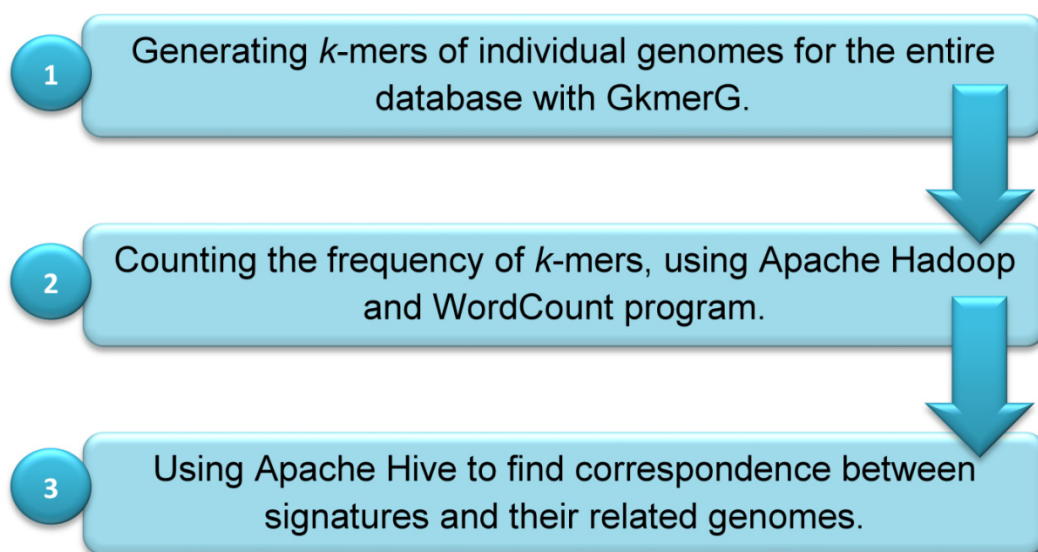 1
Generating k-mers of individual genomes for the entire
database with GkmerG.
2
Counting the frequency of k-mers, using Apache Hadoop
and WordCount program.
3
Using Apache Hive to find correspondence between
signatures and their related genomes.